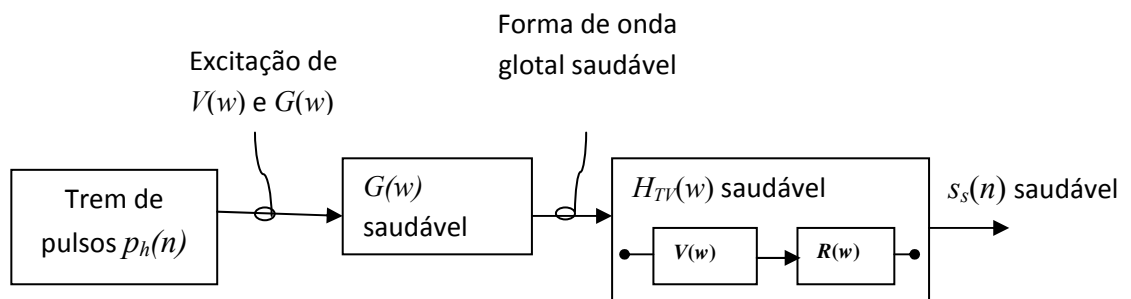 Excitação de
V(w) e G(w)
Forma de onda
glotal saudável
Trem de
pulsos p_h(n)
G(w)
saudável
H_TV(w) saudável
V(w)
R(w)
s_s(n) saudável